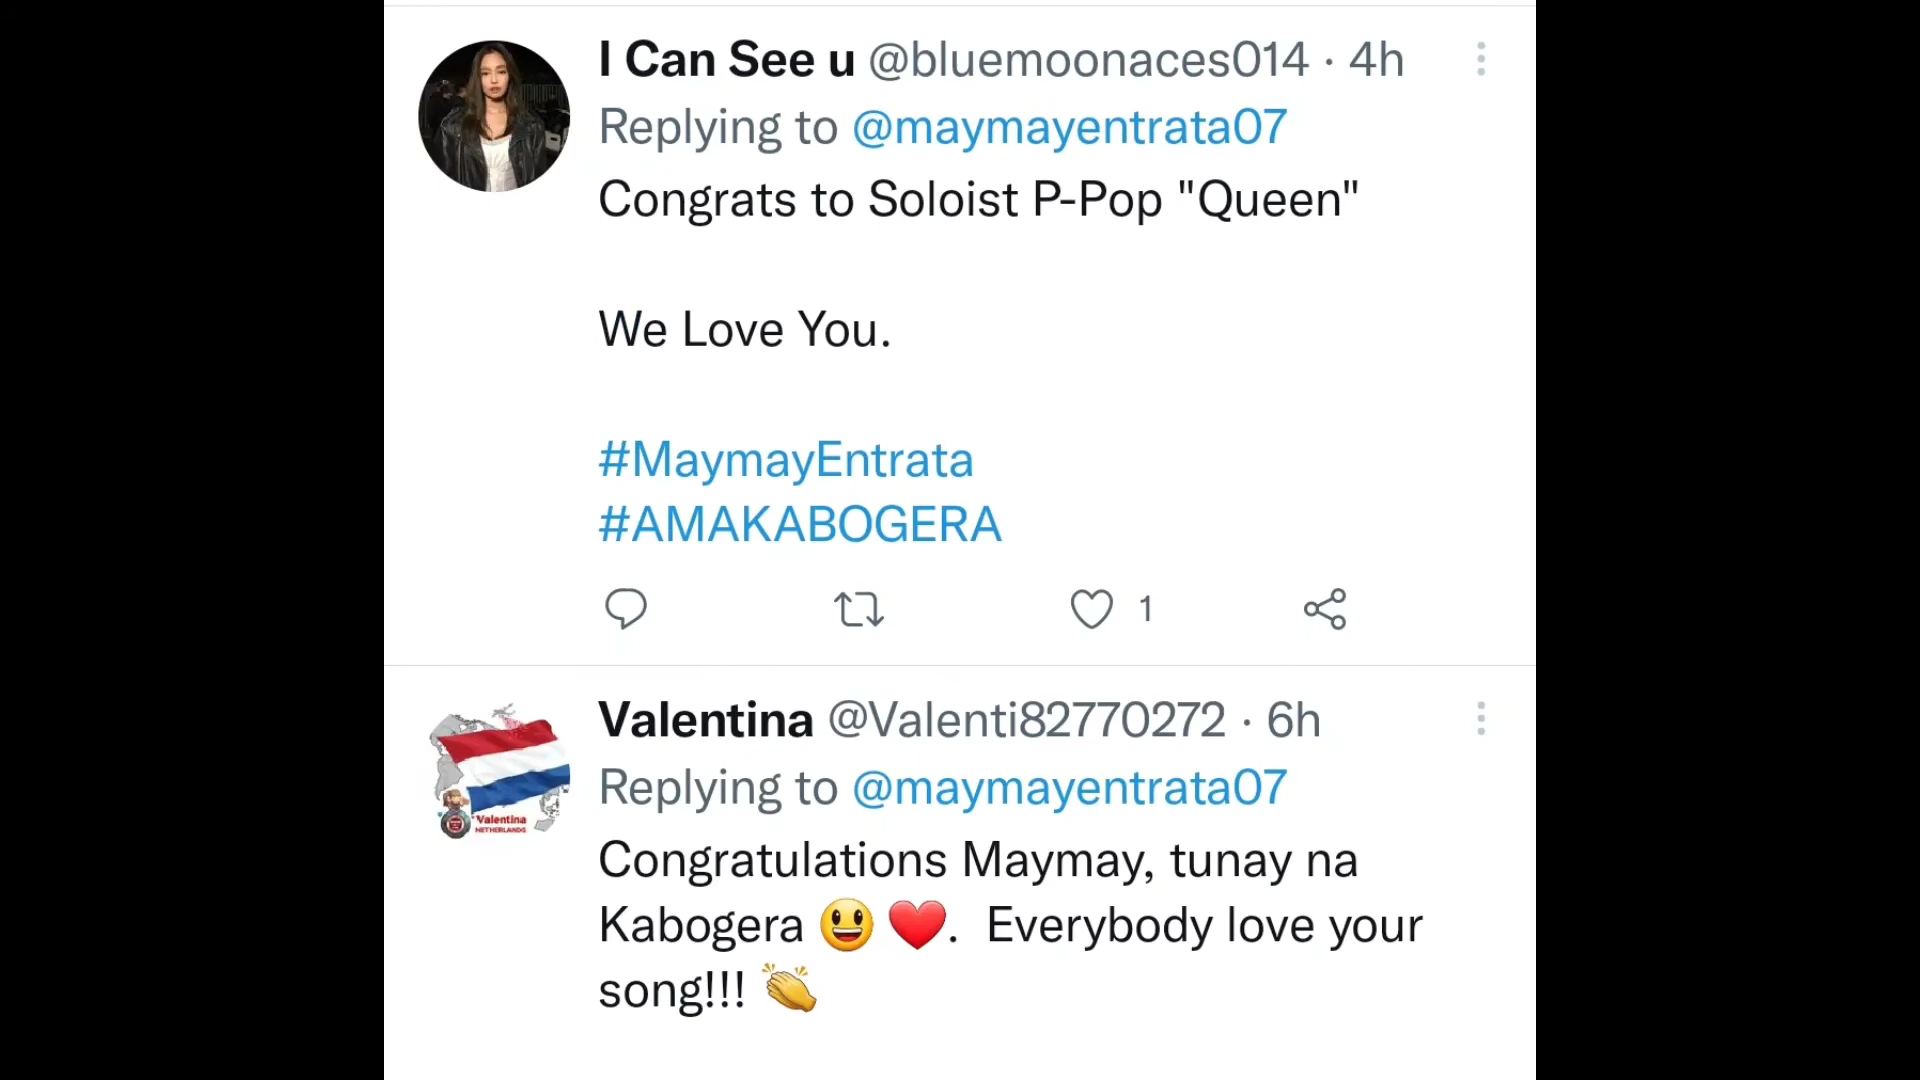 I Can See u @bluemoonaces014 · 4h
Replying to @maymayentrata07
Congrats to Soloist P-Pop "Queen"
We Love You.
#MaymayEntrata
#AMAKABOGERA
1
Valentina @Valenti82770272 · 6h
Replying to @maymayentrata07
Congratulations Maymay, tunay na
Kabogera 😃 ❤️. Everybody love your
song!!! 👏
Valentina
NETHERLANDS